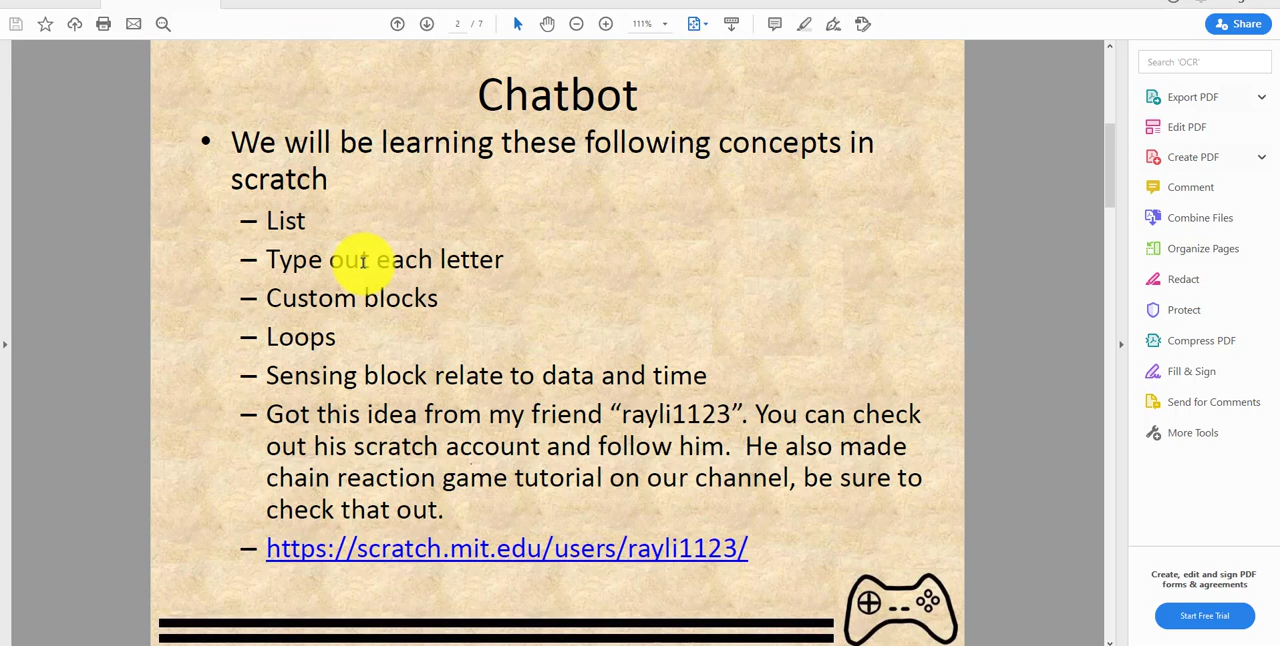 2 / 7
111%
Share
Chatbot
• We will be learning these following concepts in
scratch
– List
– Type out each letter
– Custom blocks
– Loops
– Sensing block relate to data and time
– Got this idea from my friend “rayli1123”. You can check
out his scratch account and follow him. He also made
chain reaction game tutorial on our channel, be sure to
check that out.
– https://scratch.mit.edu/users/rayli1123/
Search 'OCR'
Export PDF
Edit PDF
Create PDF
Comment
Combine Files
Organize Pages
Redact
Protect
Compress PDF
Fill & Sign
Send for Comments
More Tools
Create, edit and sign PDF
forms & agreements
Start Free Trial